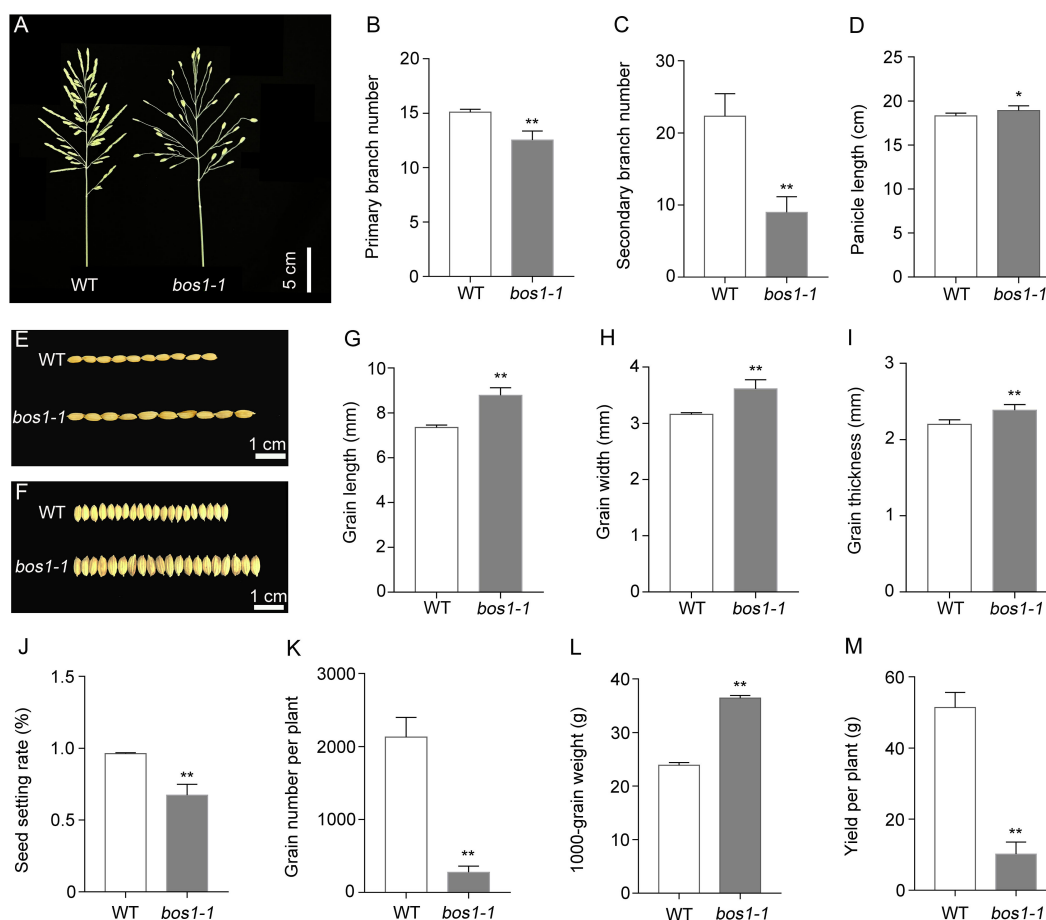 A
WT
bos1-1
5 cm
B
Primary branch number
20
15
10
5
0
**
WT
bos1-1
C
Secondary branch number
30
20
10
0
**
WT
bos1-1
D
Panicle length (cm)
25
20
15
10
5
0
*
WT
bos1-1
E
WT
bos1-1
1 cm
F
WT
bos1-1
1 cm
G
Grain length (mm)
10
8
6
4
2
0
**
WT
bos1-1
H
Grain width (mm)
4
3
2
1
0
**
WT
bos1-1
I
Grain thickness (mm)
3
2
1
0
**
WT
bos1-1
J
Seed setting rate (%)
1.5
1.0
0.5
0
**
WT
bos1-1
K
Grain number per plant
3000
2000
1000
0
**
WT
bos1-1
L
1000-grain weight (g)
40
30
20
10
0
**
WT
bos1-1
M
Yield per plant (g)
60
40
20
0
**
WT
bos1-1